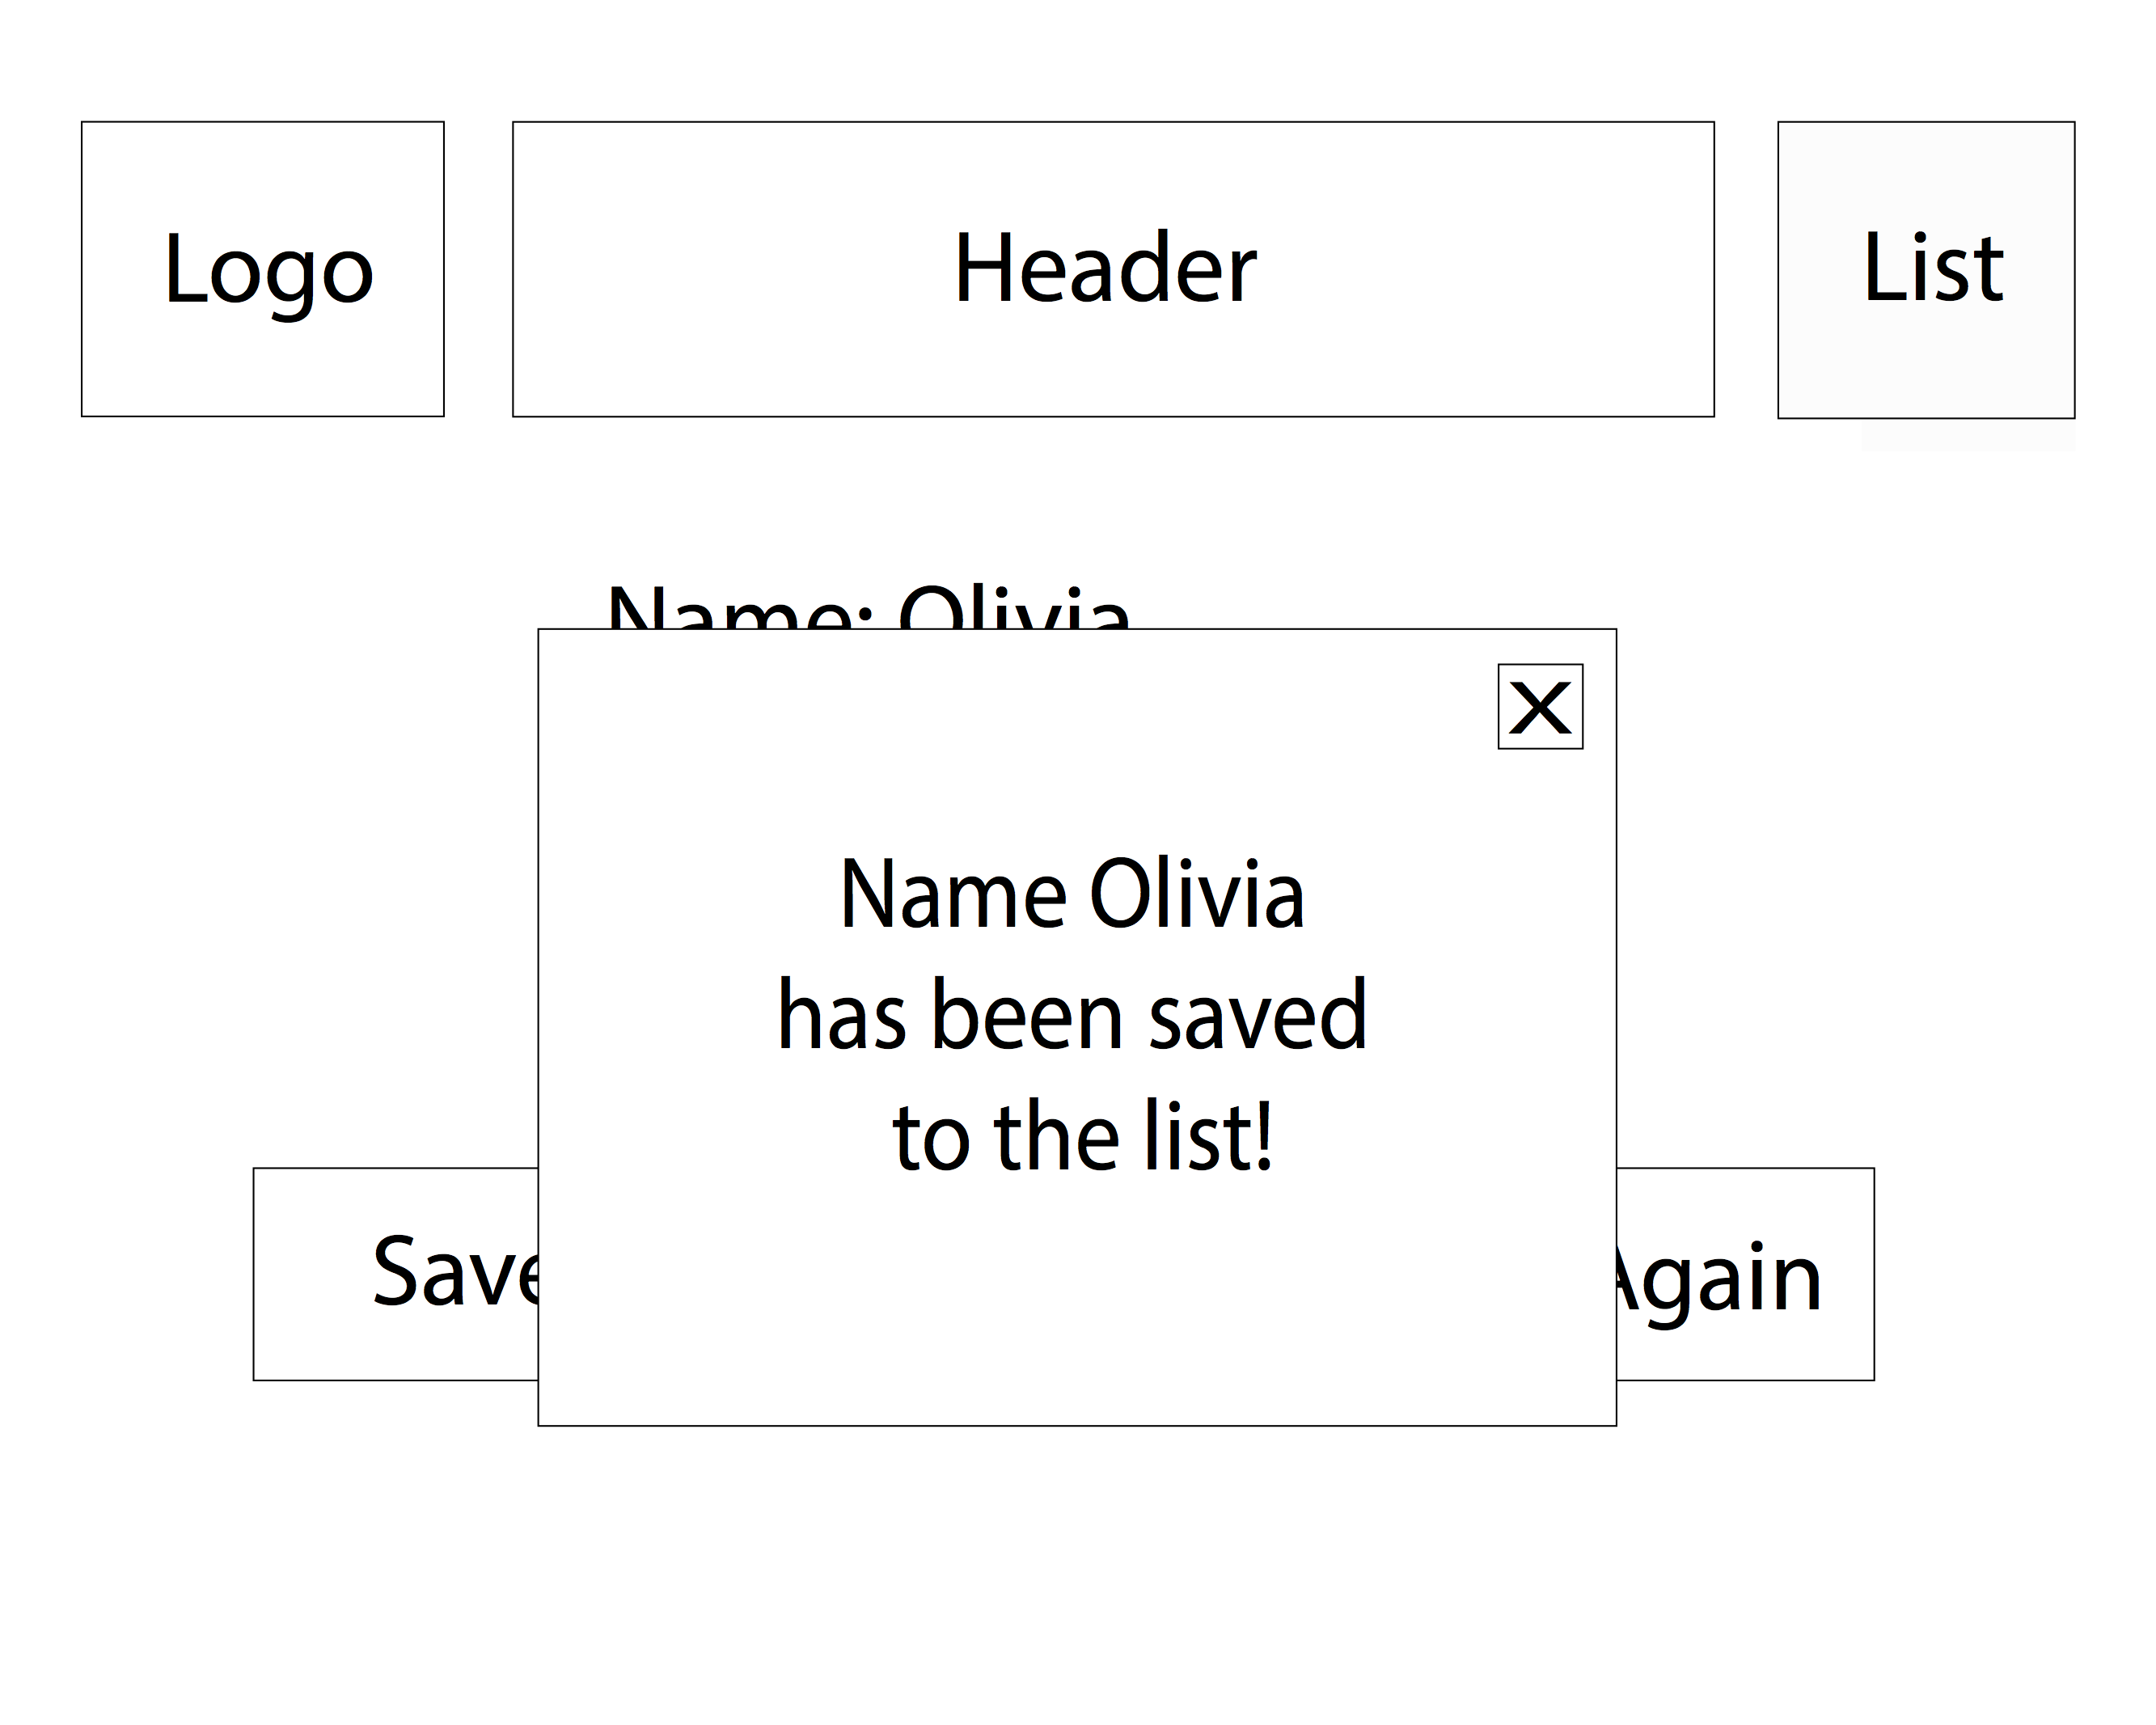 Logo
Header
List
Name: Olivia
X
Name Olivia
has been saved
to the list!
Save
Again